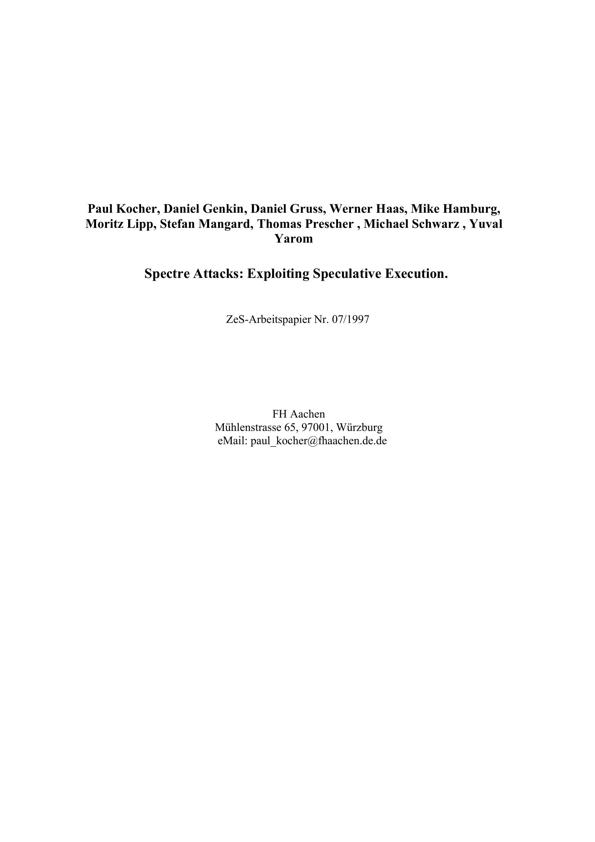 Paul Kocher, Daniel Genkin, Daniel Gruss, Werner Haas, Mike Hamburg,
Moritz Lipp, Stefan Mangard, Thomas Prescher , Michael Schwarz , Yuval
Yarom
Spectre Attacks: Exploiting Speculative Execution.
ZeS-Arbeitspapier Nr. 07/1997
FH Aachen
Mühlenstrasse 65, 97001, Würzburg
eMail: paul_kocher@fhaachen.de.de